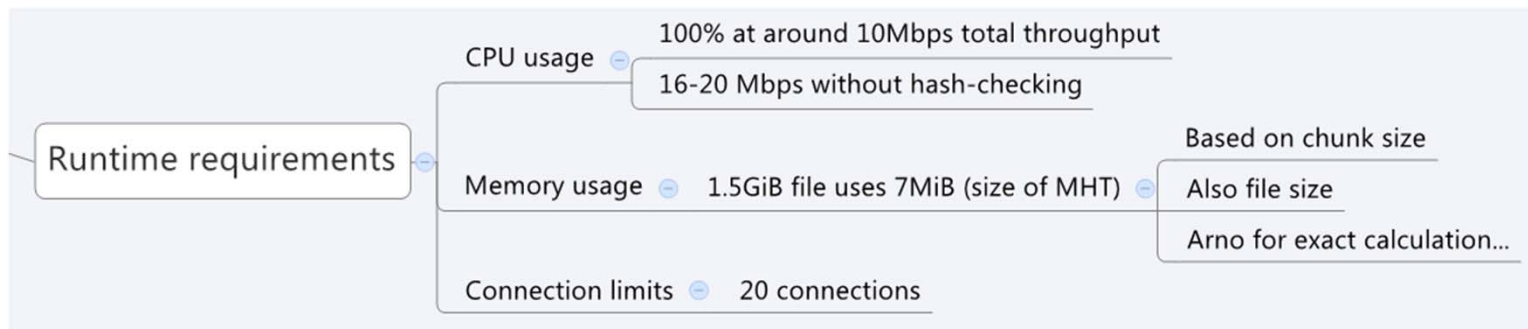 Runtime requirements
CPU usage
100% at around 10Mbps total throughput
16-20 Mbps without hash-checking
Memory usage
1.5GiB file uses 7MiB (size of MHT)
Based on chunk size
Also file size
Arno for exact calculation...
Connection limits
20 connections